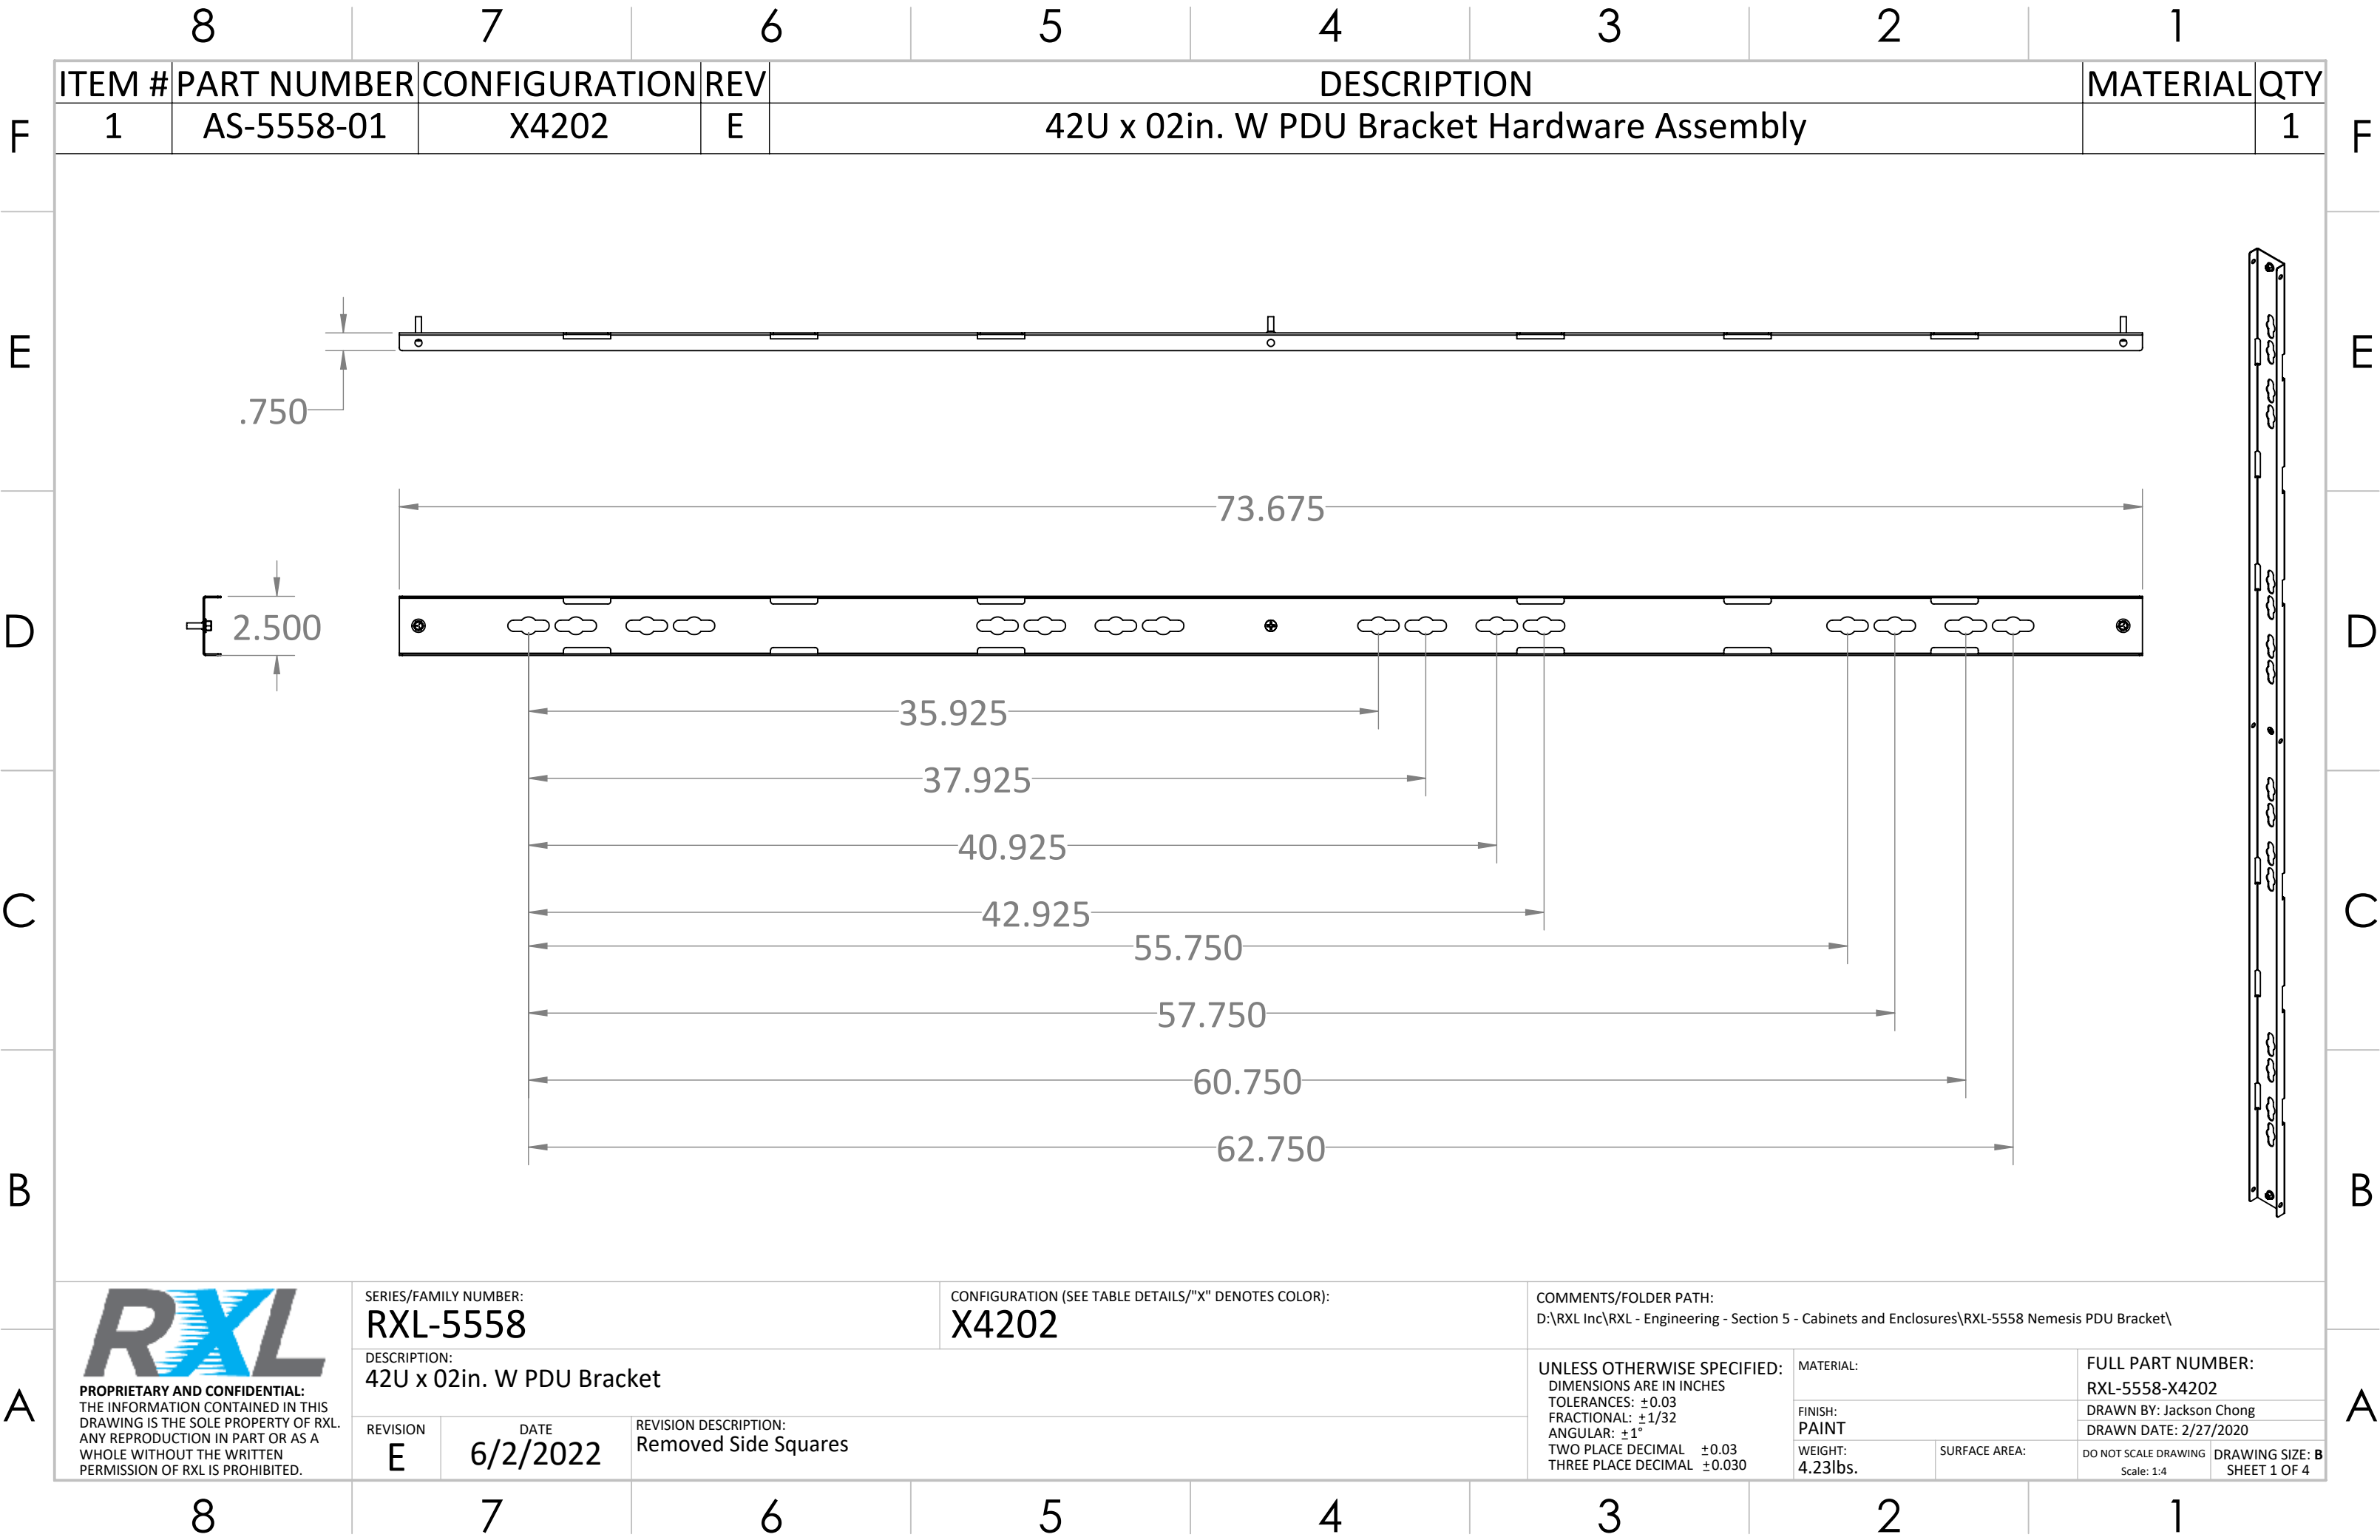 8 7 6 5 4 3 2 1
ITEM # PART NUMBER CONFIGURATION REV DESCRIPTION MATERIAL QTY
1 AS-5558-01 X4202 E 42U x 02in. W PDU Bracket Hardware Assembly 1
F F
E E
.750
73.675
D 2.500 D
35.925
37.925
40.925
C 42.925 C
55.750
57.750
60.750
62.750
B B
RXL
PROPRIETARY AND CONFIDENTIAL:
THE INFORMATION CONTAINED IN THIS
DRAWING IS THE SOLE PROPERTY OF RXL.
ANY REPRODUCTION IN PART OR AS A
WHOLE WITHOUT THE WRITTEN
PERMISSION OF RXL IS PROHIBITED.
SERIES/FAMILY NUMBER:
RXL-5558
CONFIGURATION (SEE TABLE DETAILS/"X" DENOTES COLOR):
X4202
COMMENTS/FOLDER PATH:
D:\RXL Inc\RXL - Engineering - Section 5 - Cabinets and Enclosures\RXL-5558 Nemesis PDU Bracket\
DESCRIPTION:
42U x 02in. W PDU Bracket
REVISION
E
DATE
6/2/2022
REVISION DESCRIPTION:
Removed Side Squares
UNLESS OTHERWISE SPECIFIED:
DIMENSIONS ARE IN INCHES
TOLERANCES: ±0.03
FRACTIONAL: ±1/32
ANGULAR: ±1°
TWO PLACE DECIMAL ±0.03
THREE PLACE DECIMAL ±0.030
MATERIAL:
FINISH:
PAINT
WEIGHT:
4.23lbs.
SURFACE AREA:
FULL PART NUMBER:
RXL-5558-X4202
DRAWN BY: Jackson Chong
DRAWN DATE: 2/27/2020
DO NOT SCALE DRAWING
Scale: 1:4
DRAWING SIZE: B
SHEET 1 OF 4
A A
8 7 6 5 4 3 2 1